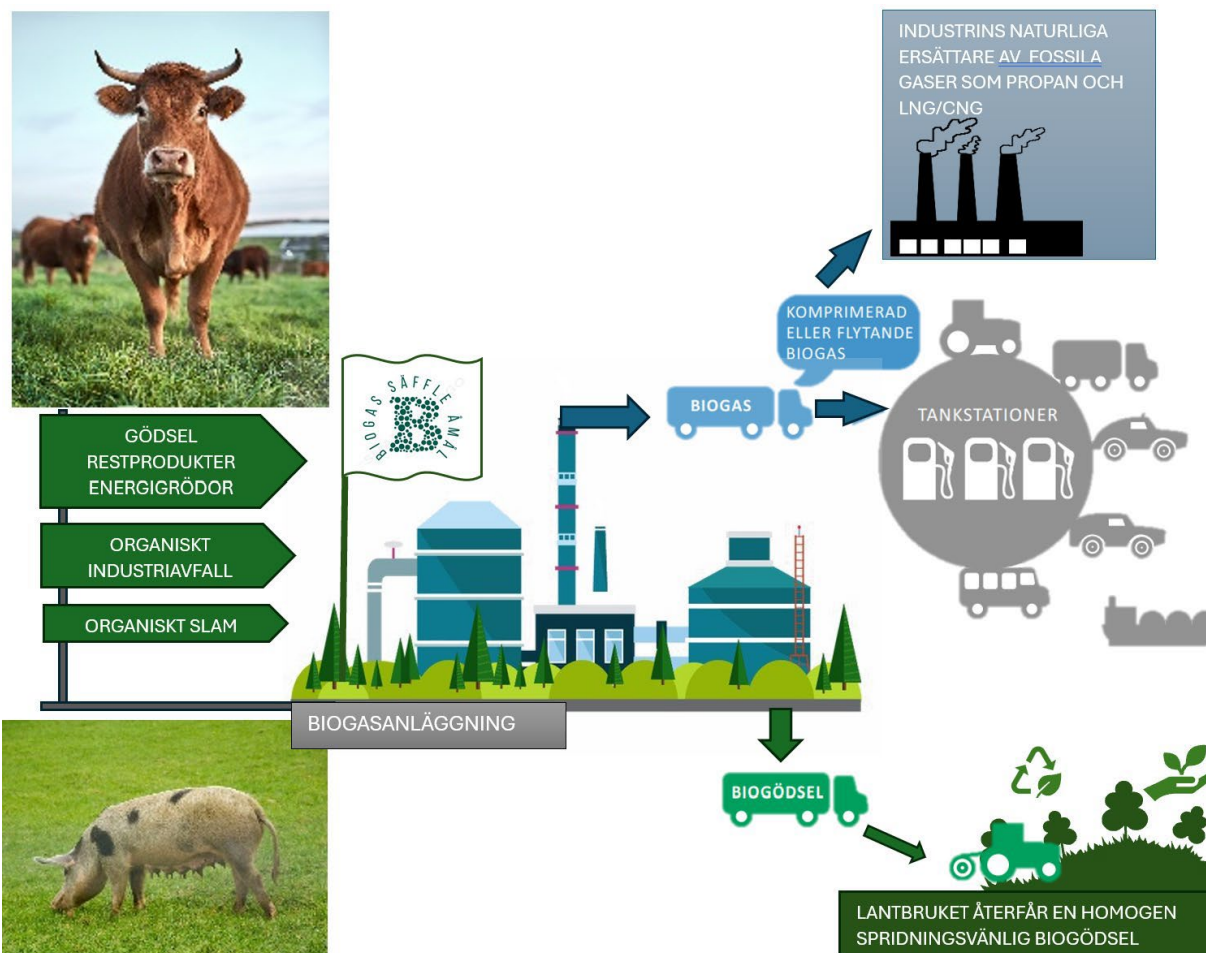 INDUSTRINS NATURLIGA
ERSÄTTARE AV FOSSILA
GASER SOM PROPAN OCH
LNG/CNG
KOMPRIMERAD
ELLER FLYTANDE
BIOGAS
BIOGAS
TANKSTATIONER
BIOGAS SÄFFLE ÅMÅL
B
GÖDSEL
RESTPRODUKTER
ENERGIGRÖDOR
ORGANISKT
INDUSTRIAVFALL
ORGANISKT SLAM
BIOGASANLÄGGNING
BIOGÖDSEL
LANTBRUKET ÅTERFÅR EN HOMOGEN
SPRIDNINGSVÄNLIG BIOGÖDSEL